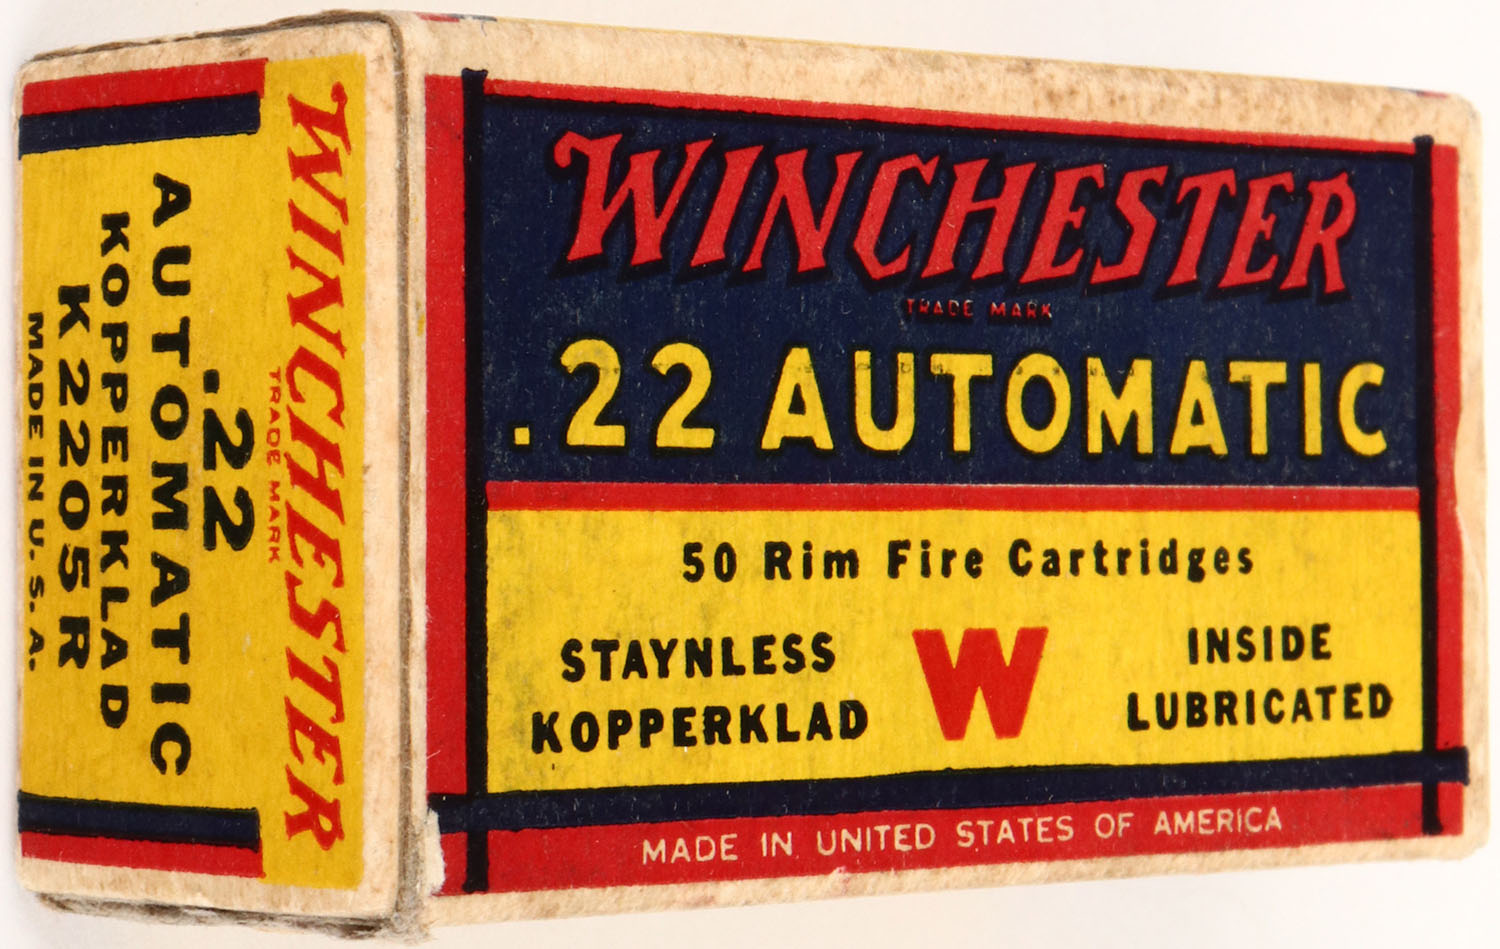 WINCHESTER
TRADE MARK
.22 AUTOMATIC
50 Rim Fire Cartridges
STAYNLESS
KOPPERKLAD
W
INSIDE
LUBRICATED
MADE IN UNITED STATES OF AMERICA
WINCHESTER
TRADE MARK
.22
AUTOMATIC
KOPPERKLAD
K2205R
MADE IN U.S.A.